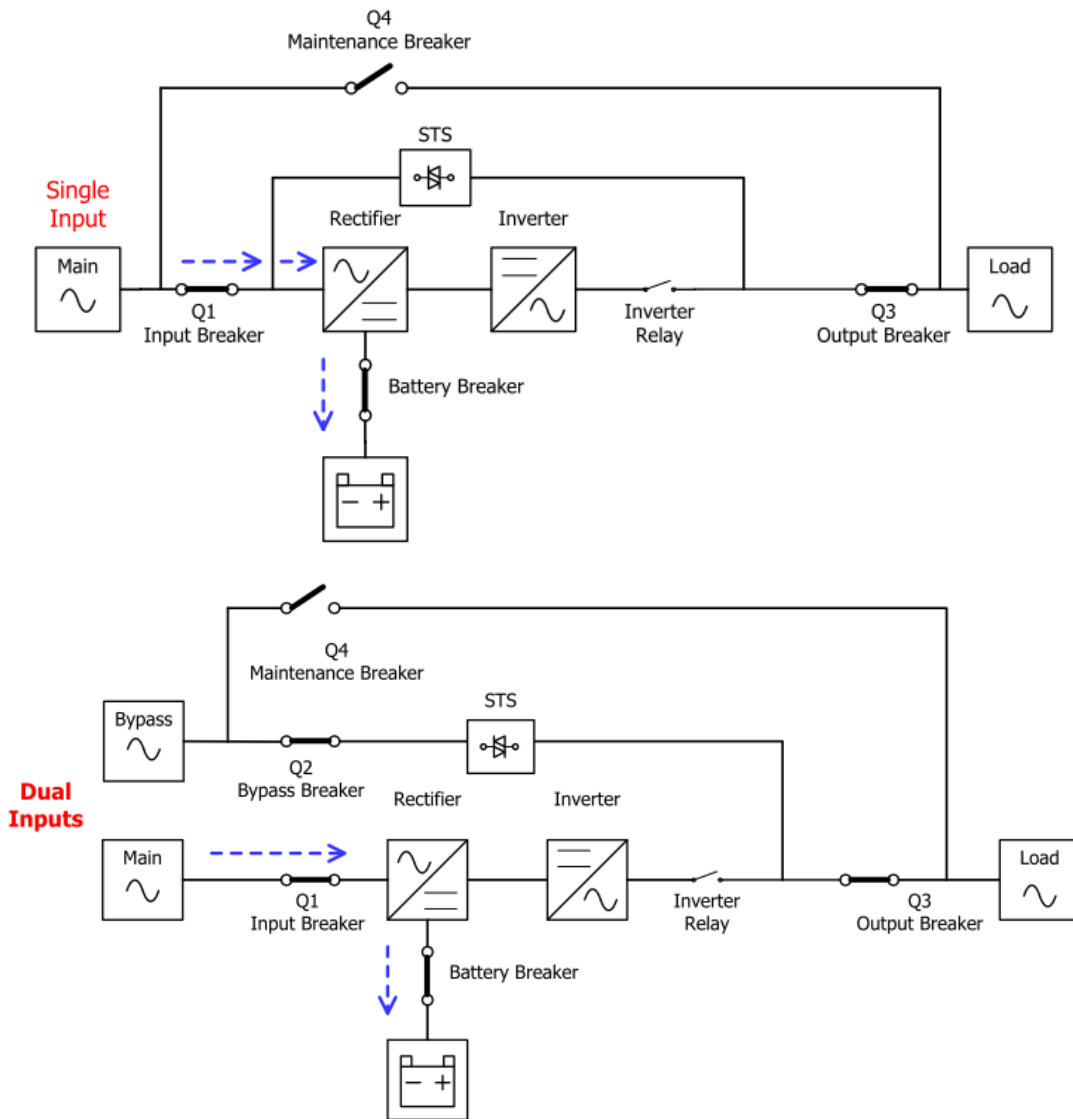 Q4
Maintenance Breaker
STS
Single
Input
Rectifier
Inverter
Main
Load
Q1
Input Breaker
Inverter
Relay
Q3
Output Breaker
Battery Breaker
Q4
Maintenance Breaker
STS
Bypass
Q2
Bypass Breaker
Dual
Inputs
Rectifier
Inverter
Main
Load
Q1
Input Breaker
Inverter
Relay
Q3
Output Breaker
Battery Breaker